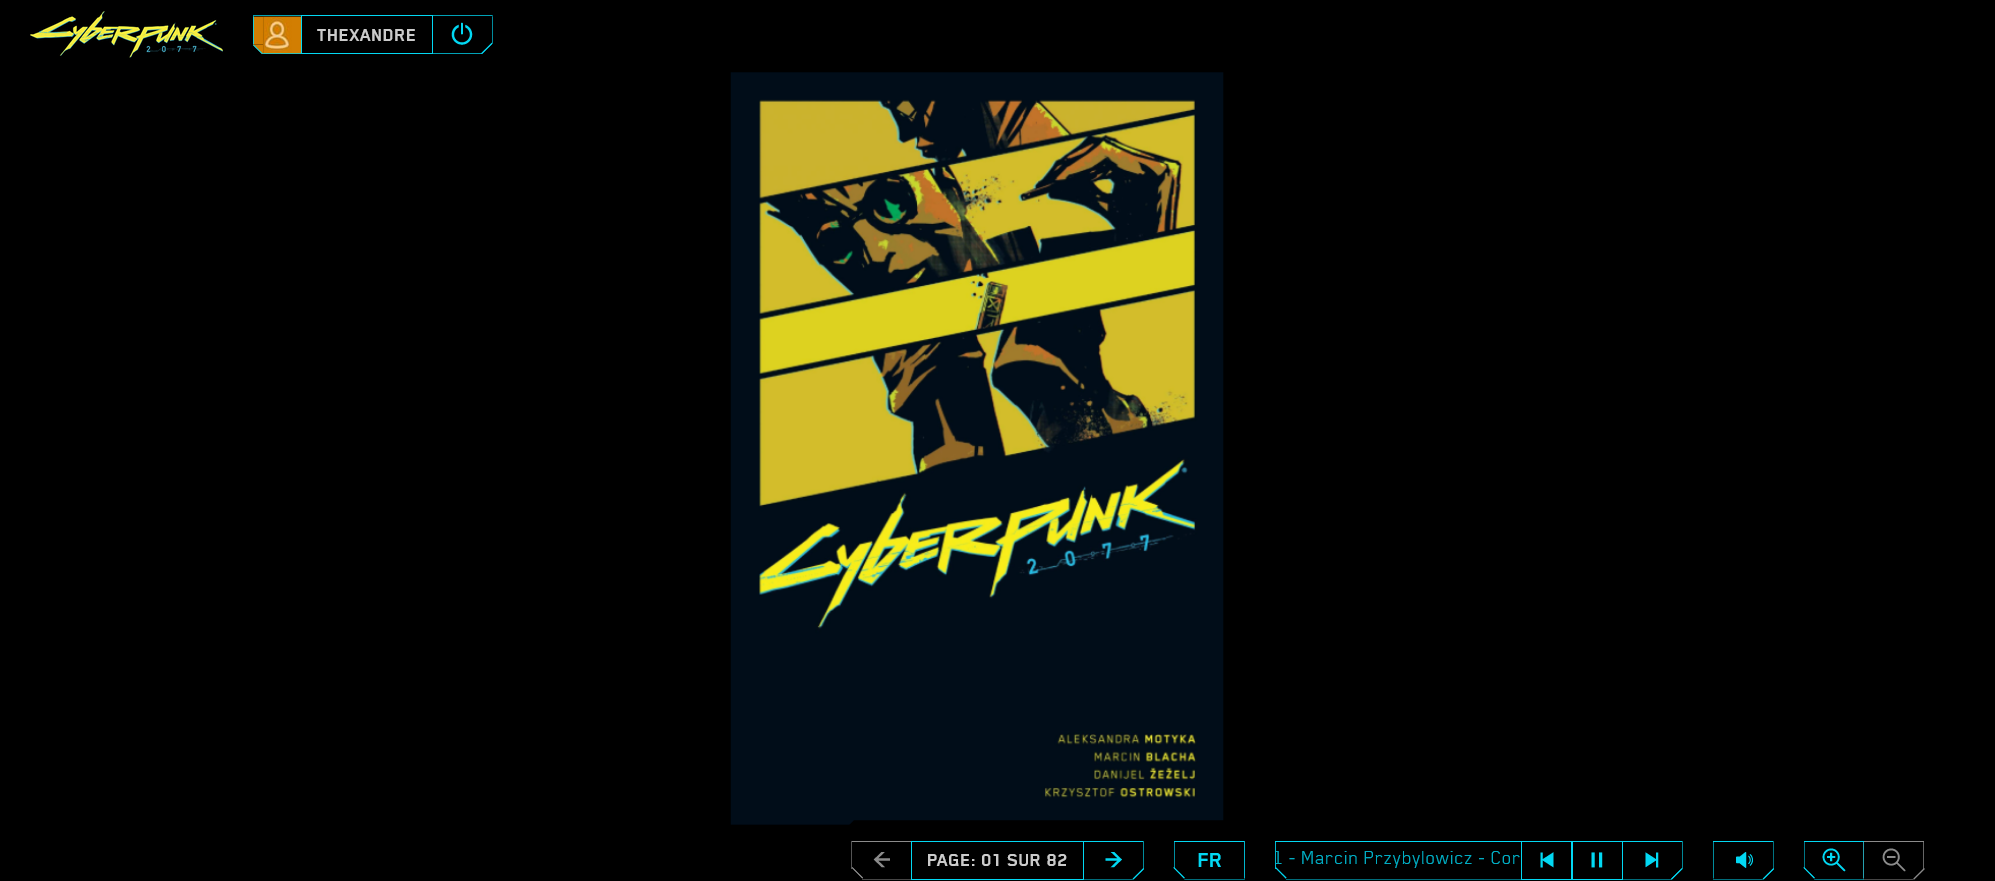 CYBERPUNK
2077
THEXANDRE
CYBERPUNK
2077
ALEKSANDRA MOTYKA
MARCIN BLACHA
DANIJEL ŽEŽELJ
KRZYSZTOF OSTROWSKI
PAGE: 01 SUR 82
FR
1 - Marcin Przybylowicz - Cor